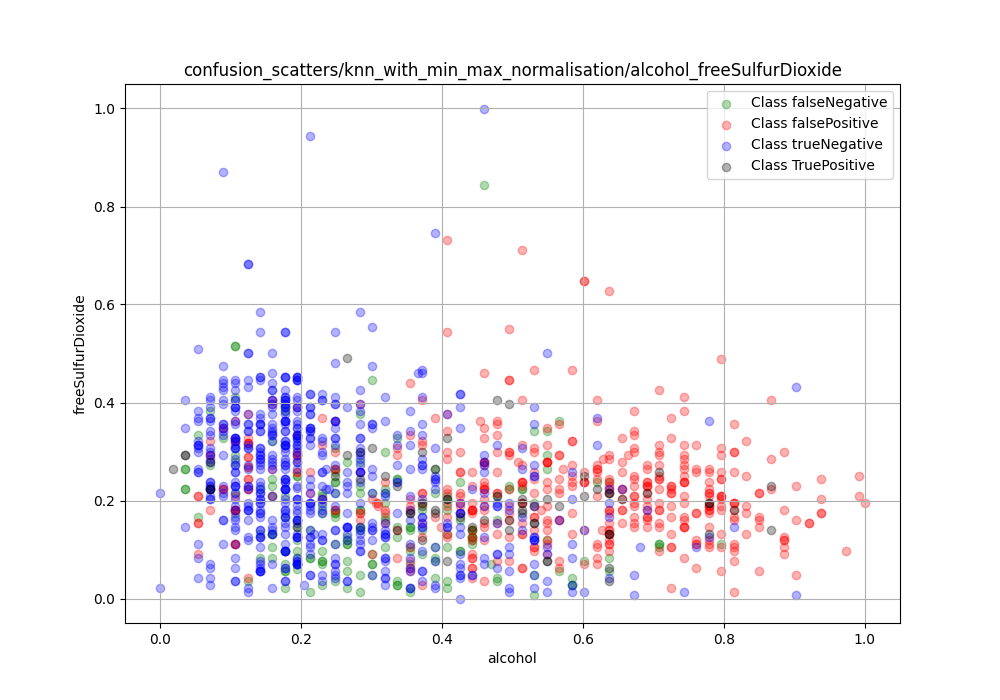 confusion_scatters/knn_with_min_max_normalisation/alcohol_freeSulfurDioxide
Class falseNegative
Class falsePositive
Class trueNegative
Class TruePositive
freeSulfurDioxide
1.0
0.8
0.6
0.4
0.2
0.0
0.0 0.2 0.4 0.6 0.8 1.0
alcohol